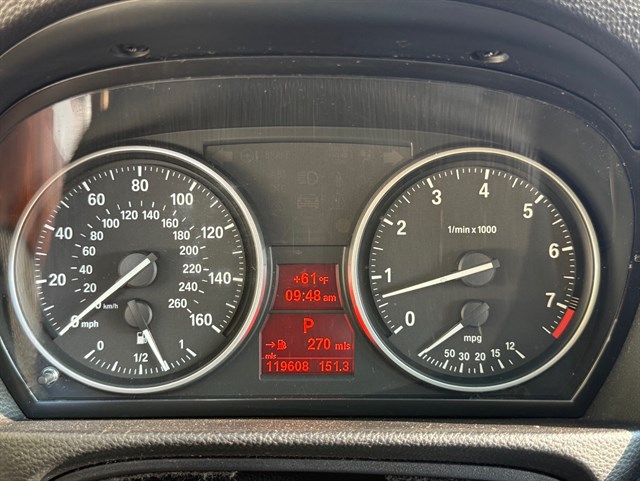 0 20 40 60 80 100 120 140 160
20 40 60 80 100 120 140 160 180 200 220 240 260
km/h
mph
0 1/2 1
+61°F
09:48 am
P
270 mls
mls
119608 151.3
0 1 2 3 4 5 6 7
1/min x 1000
mpg
50 30 20 15 12